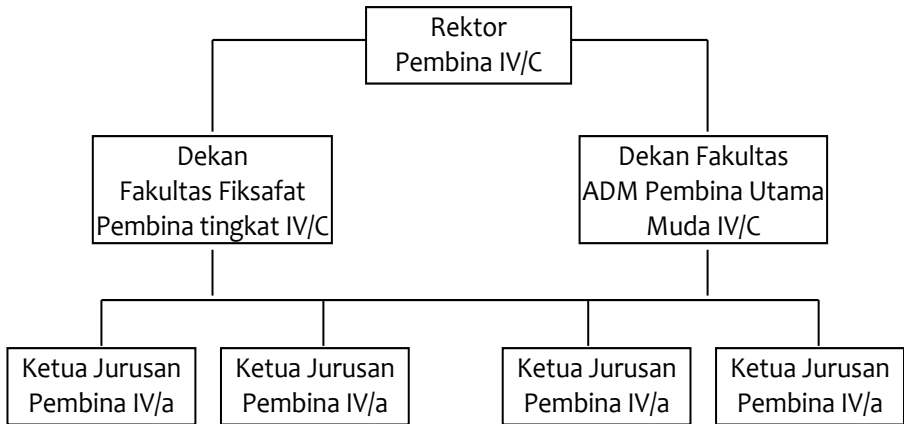 Rektor
Pembina IV/C
Dekan
Fakultas Fiksafat
Pembina tingkat IV/C
Dekan Fakultas
ADM Pembina Utama
Muda IV/C
Ketua Jurusan
Pembina IV/a
Ketua Jurusan
Pembina IV/a
Ketua Jurusan
Pembina IV/a
Ketua Jurusan
Pembina IV/a